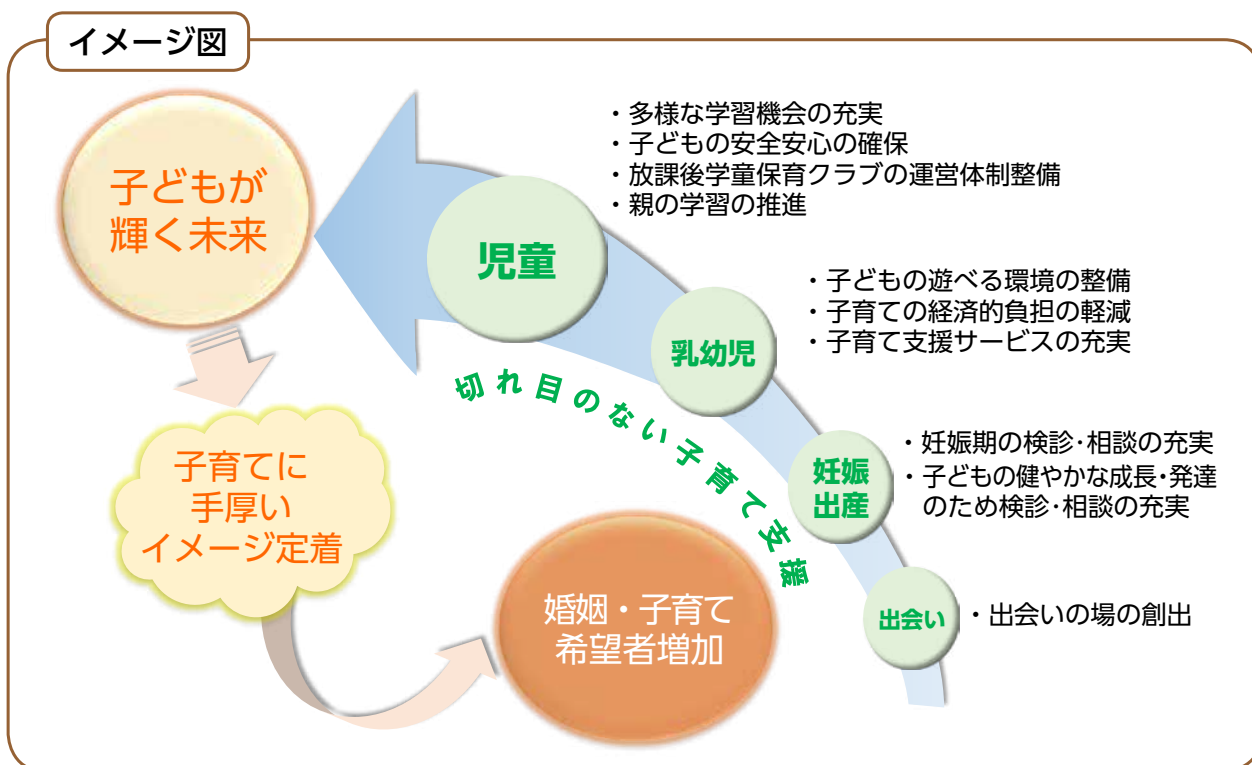 イメージ図
子どもが
輝く未来
・多様な学習機会の充実
・子どもの安全安心の確保
・放課後学童保育クラブの運営体制整備
・親の学習の推進
児童
・子どもの遊べる環境の整備
・子育ての経済的負担の軽減
・子育て支援サービスの充実
乳幼児
切れ目のない子育て支援
・妊娠期の検診・相談の充実
・子どもの健やかな成長・発達
のため検診・相談の充実
妊娠
出産
子育てに
手厚い
イメージ定着
婚姻・子育て
希望者増加
出会い
・出会いの場の創出